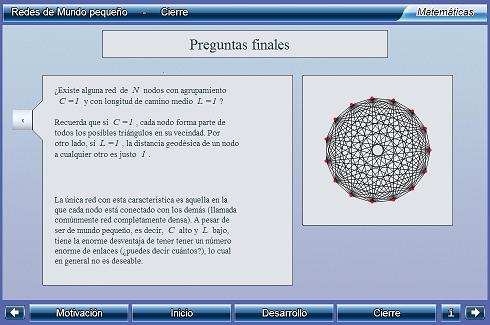 Redes de Mundo pequeño - Cierre
Matemáticas
Preguntas finales
¿Existe alguna red de N nodos con agrupamiento
C = 1 y con longitud de camino medio L = 1 ?
Recuerda que si C = 1 , cada nodo forma parte de
todos los posibles triángulos en su vecindad. Por
otro lado, si L = 1 , la distancia geodésica de un nodo
a cualquier otro es justo 1 .
La única red con esta característica es aquella en la
que cada nodo está conectado con los demás (llamada
comúnmente red completamente densa). A pesar de
ser de mundo pequeño, es decir, C alto y L bajo,
tiene la enorme desventaja de tener tener un número
enorme de enlaces (¿puedes decir cuántos?), lo cual
en general no es deseable.
Motivación
Inicio
Desarrollo
Cierre
i